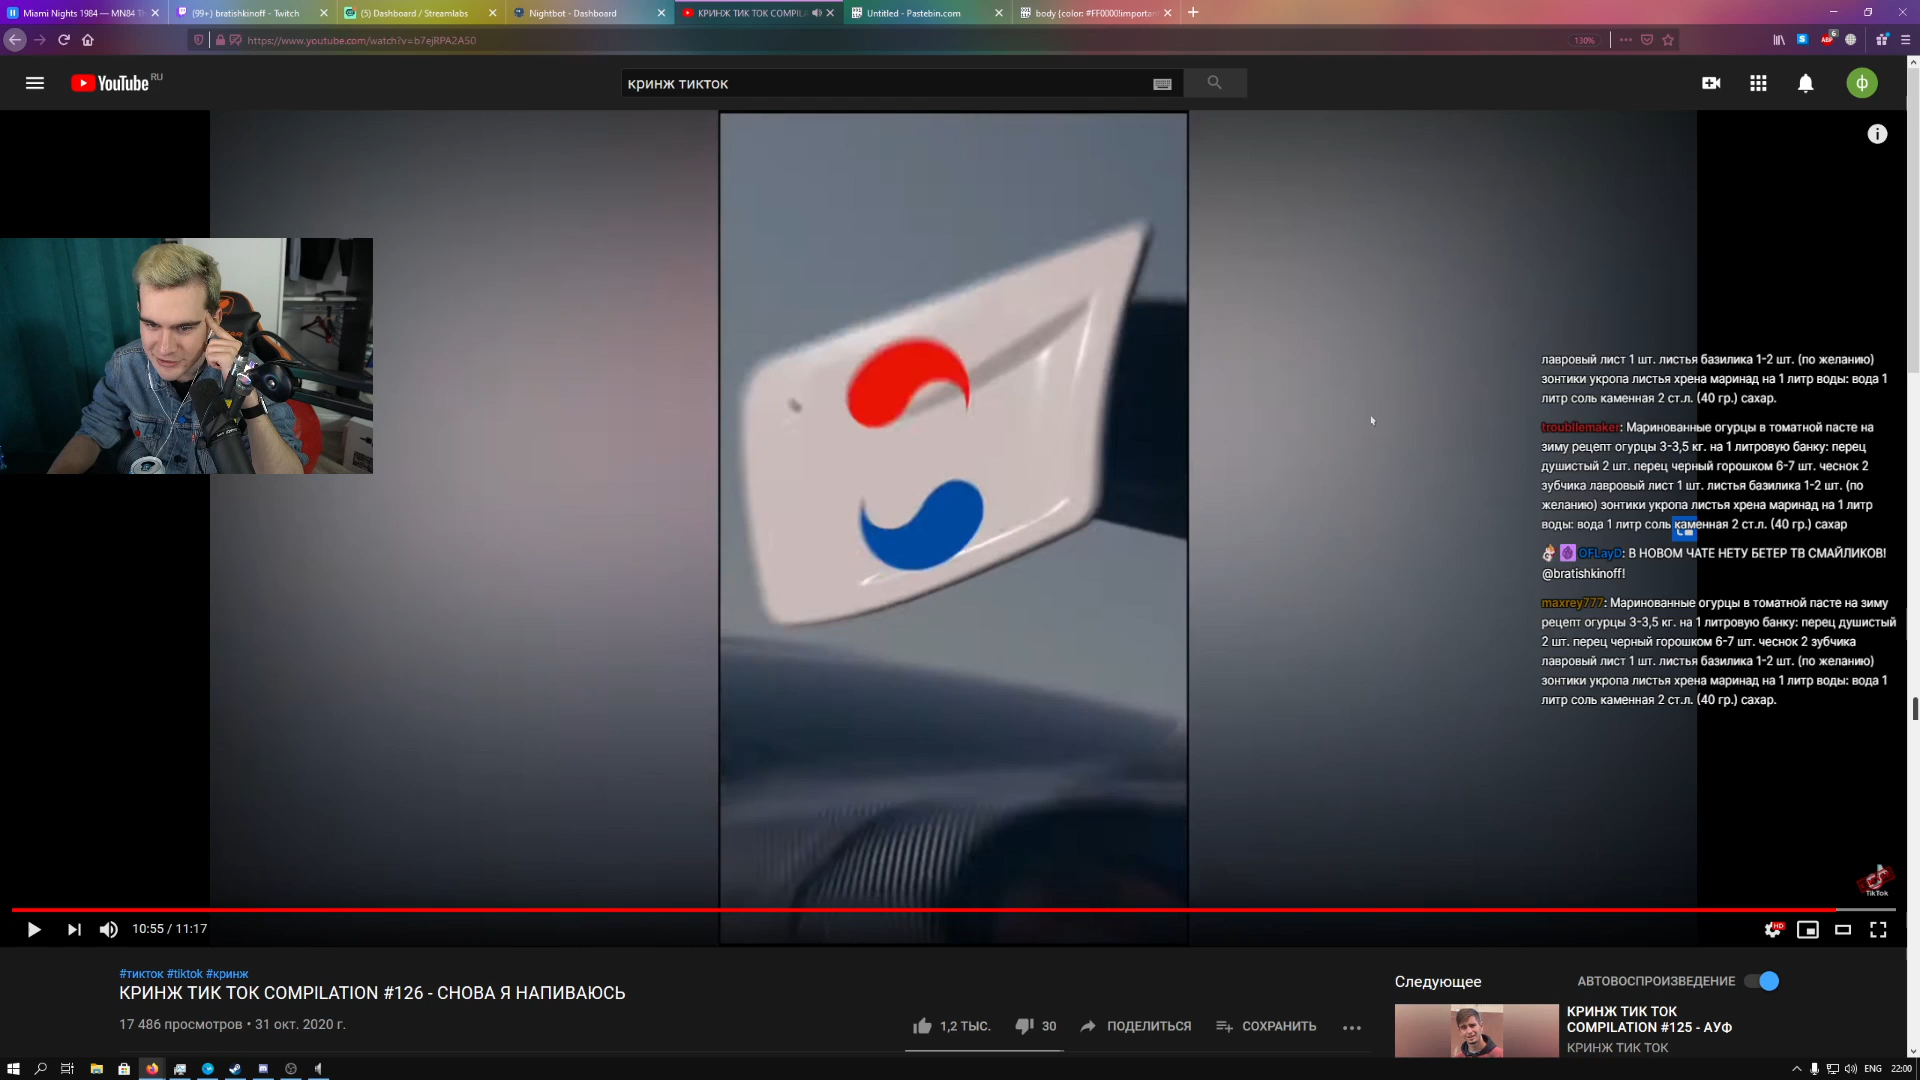 Miami Nights 1984 — MN84 Th
(99+) bratishkinoff - Twitch
(5) Dashboard / Streamlabs
Nightbot - Dashboard
КРИНЖ ТИК ТОК COMPILA
Untitled - Pastebin.com
body {color: #FF0000!important
https://www.youtube.com/watch?v=b7ejRPA2A50
130%
YouTube RU
кринж тикток
ф
лавровый лист 1 шт. листья базилика 1-2 шт. (по желанию)
зонтики укропа листья хрена маринад на 1 литр воды: вода 1
литр соль каменная 2 ст.л. (40 гр.) сахар.
troubllemaker: Маринованные огурцы в томатной пасте на
зиму рецепт огурцы 3-3,5 кг. на 1 литровую банку: перец
душистый 2 шт. перец черный горошком 6-7 шт. чеснок 2
зубчика лавровый лист 1 шт. листья базилика 1-2 шт. (по
желанию) зонтики укропа листья хрена маринад на 1 литр
воды: вода 1 литр соль каменная 2 ст.л. (40 гр.) сахар
OFLayD: В НОВОМ ЧАТЕ НЕТУ БЕТЕР ТВ СМАЙЛИКОВ!
@bratishkinoff!
maxrey777: Маринованные огурцы в томатной пасте на зиму
рецепт огурцы 3-3,5 кг. на 1 литровую банку: перец душистый
2 шт. перец черный горошком 6-7 шт. чеснок 2 зубчика
лавровый лист 1 шт. листья базилика 1-2 шт. (по желанию)
зонтики укропа листья хрена маринад на 1 литр воды: вода 1
литр соль каменная 2 ст.л. (40 гр.) сахар.
TikTok
10:55 / 11:17
HD
#тикток #tiktok #кринж
КРИНЖ ТИК ТОК COMPILATION #126 - СНОВА Я НАПИВАЮСЬ
17 486 просмотров • 31 окт. 2020 г.
1,2 ТЫС.
30
ПОДЕЛИТЬСЯ
СОХРАНИТЬ
Следующее
АВТОВОСПРОИЗВЕДЕНИЕ
КРИНЖ ТИК ТОК
COMPILATION #125 - АУФ
КРИНЖ ТИК ТОК
ENG
22:00